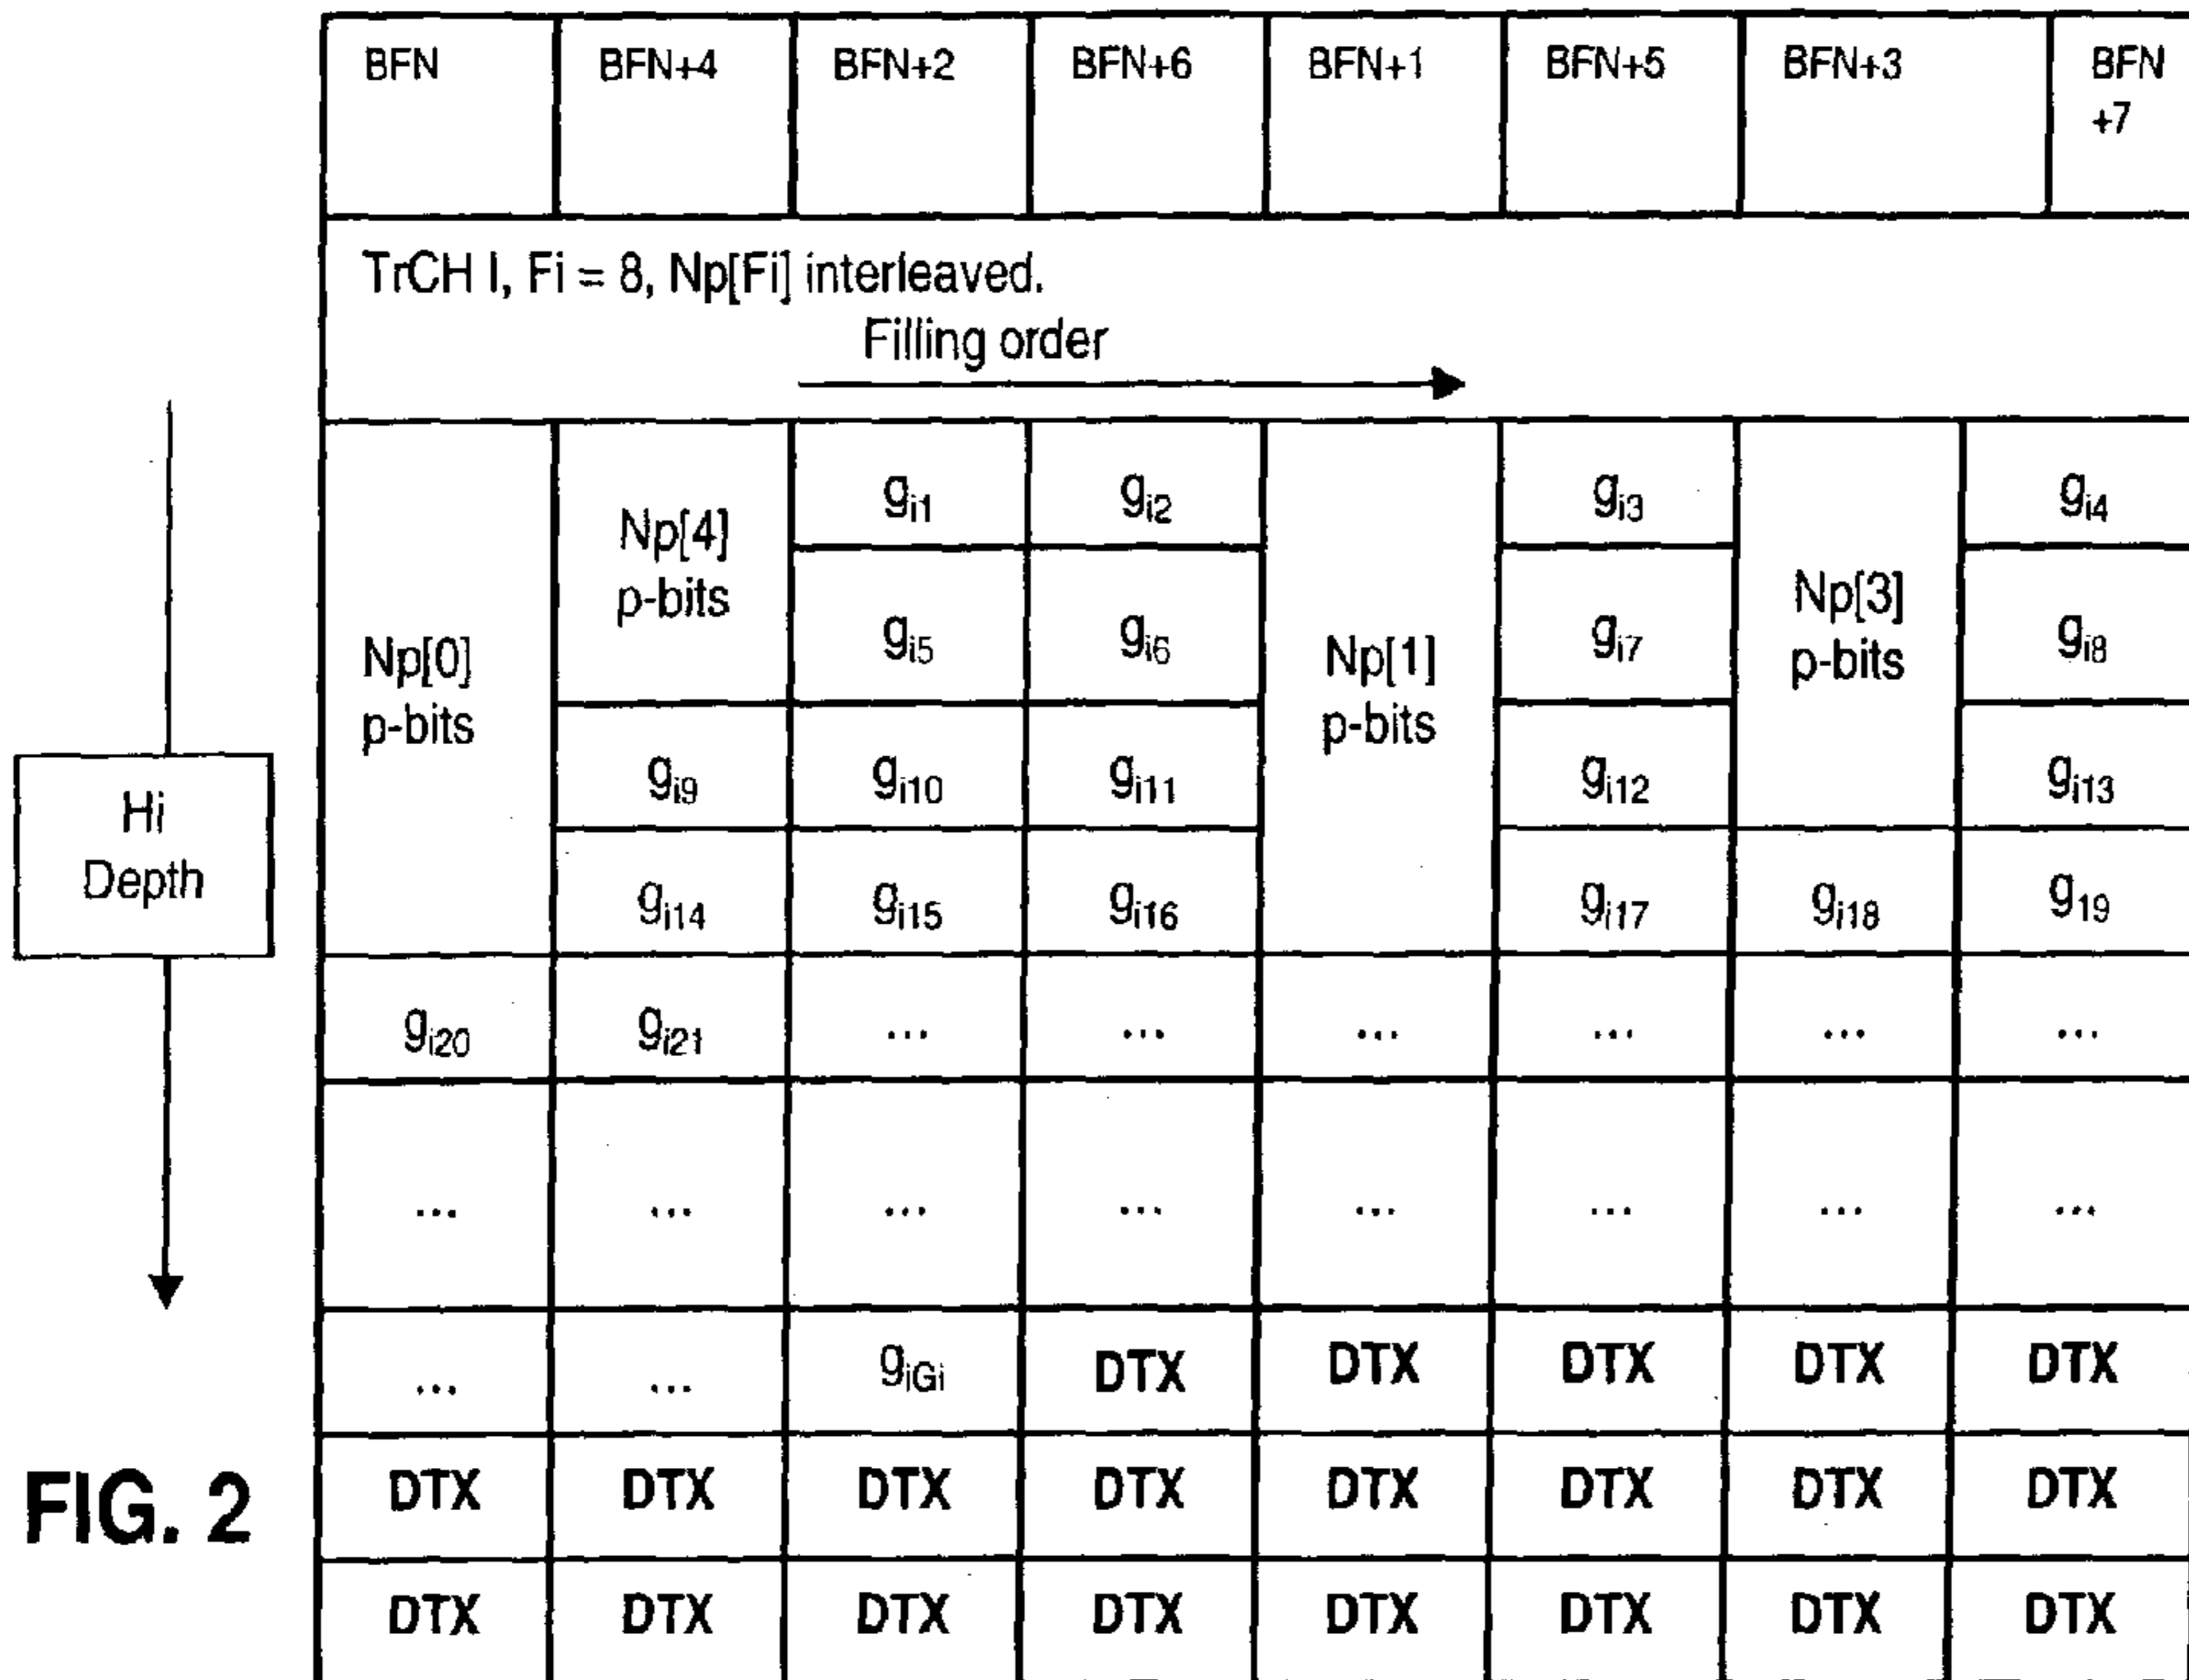 BFN BFN+4 BFN+2 BFN+6 BFN+1 BFN+5 BFN+3 BFN
+7
TrCH I, Fi = 8, Np[Fi] interleaved.
Filling order
Np[0]
p-bits
Np[4]
p-bits
gi1 gi2
Np[1]
p-bits
gi3
Np[3]
p-bits
gi4
gi5 gi6 gi7 gi8
gi9 gi10 gi11 gi12 gi13
Hi
Depth
gi14 gi15 gi16 gi17 gi18 g19
gi20 gi21 ... ... ... ... ... ...
... ... ... ... ... ... ... ...
... ... giGi DTX DTX DTX DTX DTX
FIG. 2
DTX DTX DTX DTX DTX DTX DTX DTX
DTX DTX DTX DTX DTX DTX DTX DTX